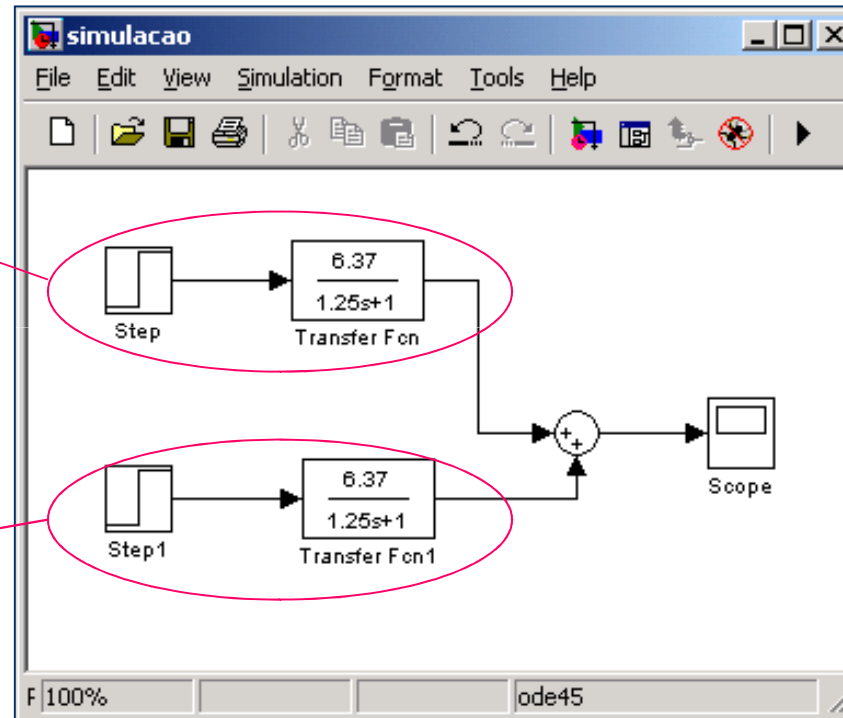 simulacao
File Edit View Simulation Format Tools Help
6.37
1.25s+1
Step
Transfer Fcn
+
+
Scope
6.37
1.25s+1
Step1
Transfer Fcn1
F 100% ode45